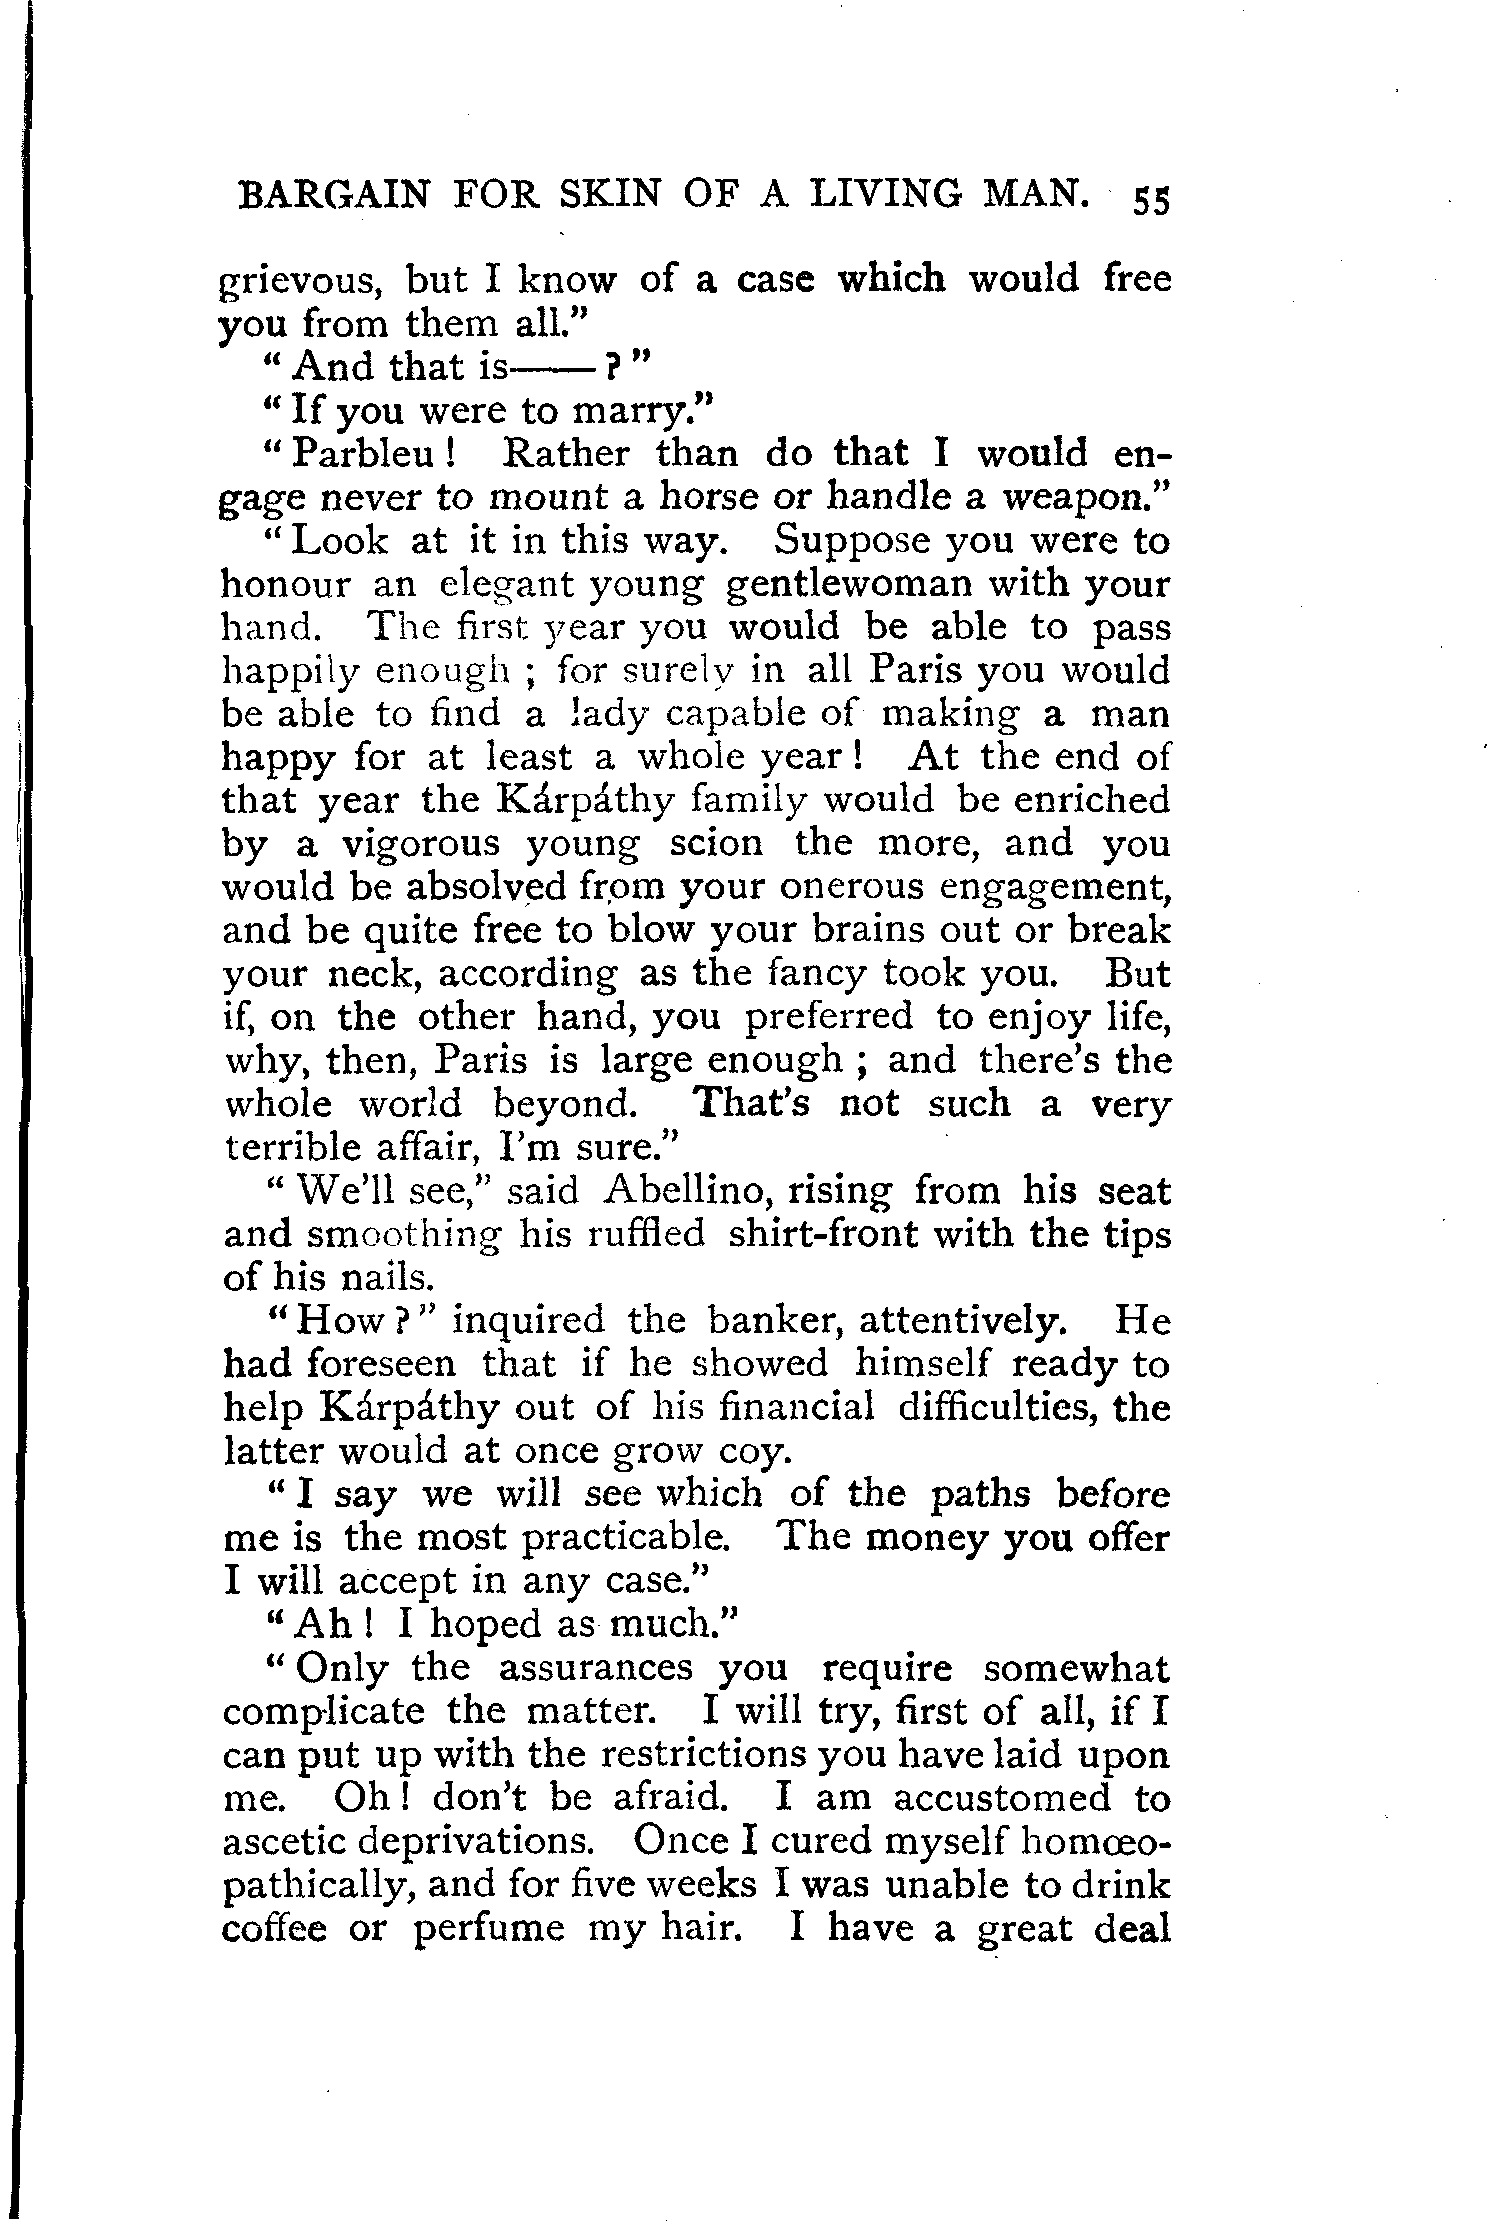 BARGAIN FOR SKIN OF A LIVING MAN. 55
grievous, but I know of a case which would free
you from them all."
"And that is——?"
"If you were to marry."
"Parbleu! Rather than do that I would en-
gage never to mount a horse or handle a weapon."
"Look at it in this way. Suppose you were to
honour an elegant young gentlewoman with your
hand. The first year you would be able to pass
happily enough; for surely in all Paris you would
be able to find a lady capable of making a man
happy for at least a whole year! At the end of
that year the Kárpáthy family would be enriched
by a vigorous young scion the more, and you
would be absolved from your onerous engagement,
and be quite free to blow your brains out or break
your neck, according as the fancy took you. But
if, on the other hand, you preferred to enjoy life,
why, then, Paris is large enough; and there's the
whole world beyond. That's not such a very
terrible affair, I'm sure."
"We'll see," said Abellino, rising from his seat
and smoothing his ruffled shirt-front with the tips
of his nails.
"How?" inquired the banker, attentively. He
had foreseen that if he showed himself ready to
help Kárpáthy out of his financial difficulties, the
latter would at once grow coy.
"I say we will see which of the paths before
me is the most practicable. The money you offer
I will accept in any case."
"Ah! I hoped as much."
"Only the assurances you require somewhat
complicate the matter. I will try, first of all, if I
can put up with the restrictions you have laid upon
me. Oh! don't be afraid. I am accustomed to
ascetic deprivations. Once I cured myself homœo-
pathically, and for five weeks I was unable to drink
coffee or perfume my hair. I have a great deal